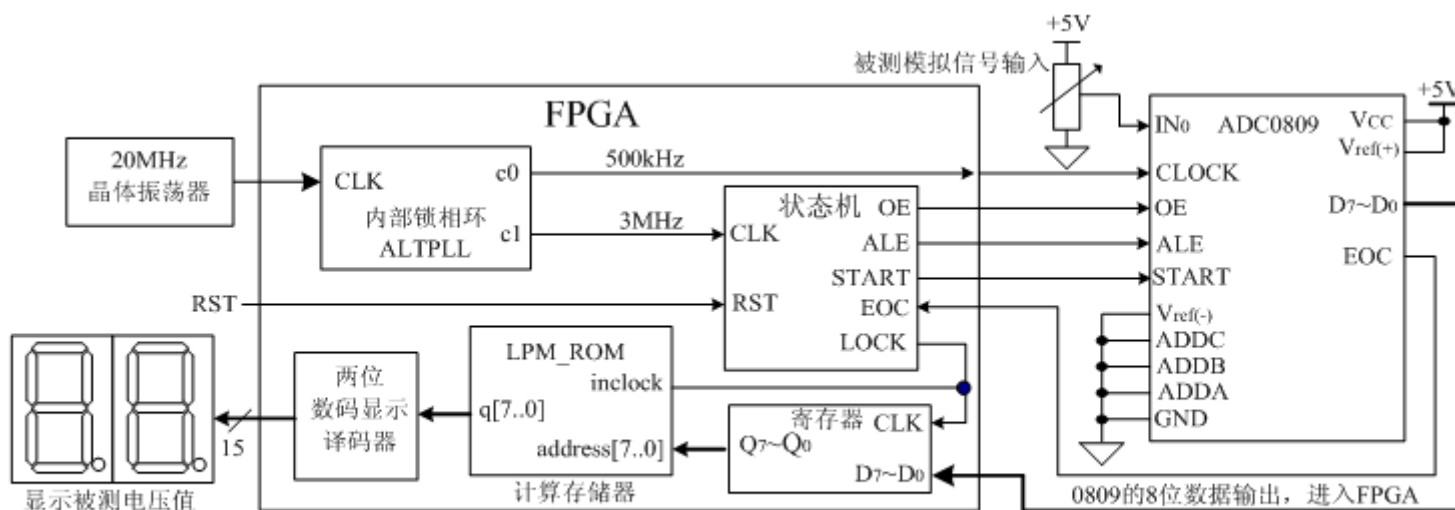 +5V
被测模拟信号输入
+5V
FPGA
IN0 ADC0809 VCC
Vref(+)
20MHz
晶体振荡器
CLK
c0
500kHz
CLOCK
内部锁相环
ALTPLL
c1
3MHz
状态机
OE
CLK
ALE
START
OE
D7~D0
ALE
EOC
START
RST
RST
EOC
LOCK
Vref(-)
ADDC
ADDB
ADDA
GND
LPM_ROM
inclock
q[7..0]
address[7..0]
两位
数码显示
译码器
15
寄存器 CLK
Q7~Q0
D7~D0
显示被测电压值
计算存储器
0809的8位数据输出，进入FPGA